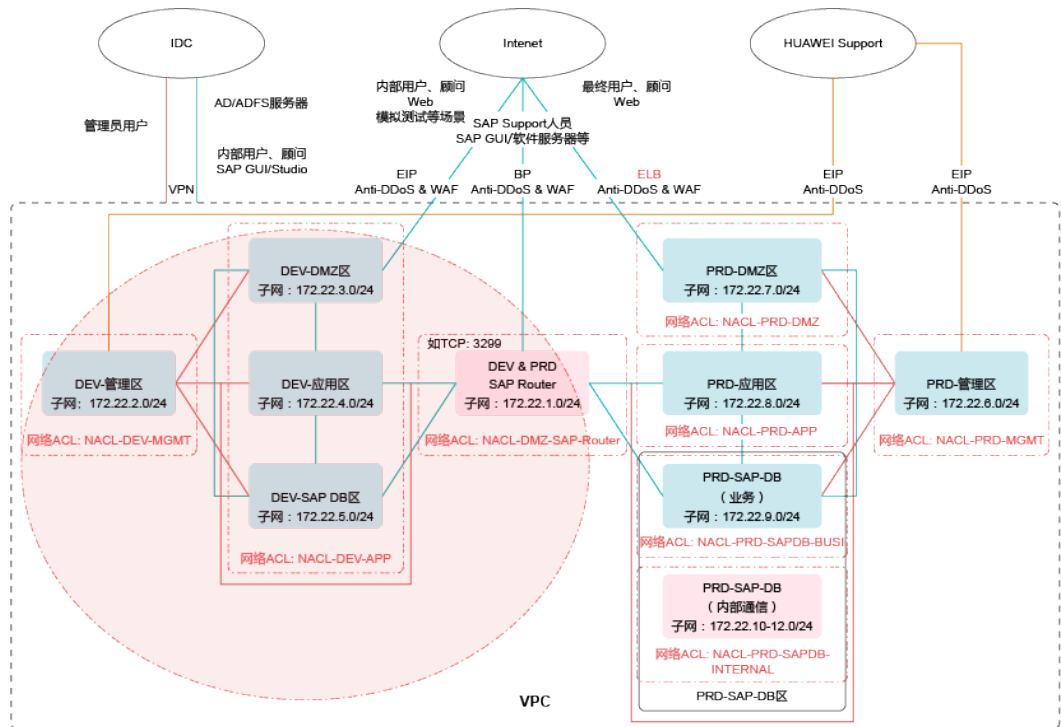 IDC
Intenet
HUAWEI Support
AD/ADFS服务器
管理员用户
内部用户、顾问
SAP GUI/Studio
VPN
内部用户、顾问
Web
模拟测试等场景
最终用户、顾问
Web
SAP Support人员
SAP GUI/软件服务器等
EIP
Anti-DDoS & WAF
BP
Anti-DDoS & WAF
ELB
Anti-DDoS & WAF
EIP
Anti-DDoS
EIP
Anti-DDoS
DEV-DMZ区
子网：172.22.3.0/24
PRD-DMZ区
子网：172.22.7.0/24
网络ACL: NACL-PRD-DMZ
如TCP: 3299
DEV-管理区
子网：172.22.2.0/24
网络ACL: NACL-DEV-MGMT
DEV-应用区
子网：172.22.4.0/24
DEV & PRD
SAP Router
子网：172.22.1.0/24
网络ACL: NACL-DMZ-SAP-Router
PRD-应用区
子网：172.22.8.0/24
网络ACL: NACL-PRD-APP
PRD-管理区
子网：172.22.6.0/24
网络ACL: NACL-PRD-MGMT
DEV-SAP DB区
子网：172.22.5.0/24
网络ACL: NACL-DEV-APP
PRD-SAP-DB
（业务）
子网：172.22.9.0/24
网络ACL: NACL-PRD-SAPDB-BUSI
PRD-SAP-DB
（内部通信）
子网：172.22.10-12.0/24
网络ACL: NACL-PRD-SAPDB-
INTERNAL
PRD-SAP-DB区
VPC